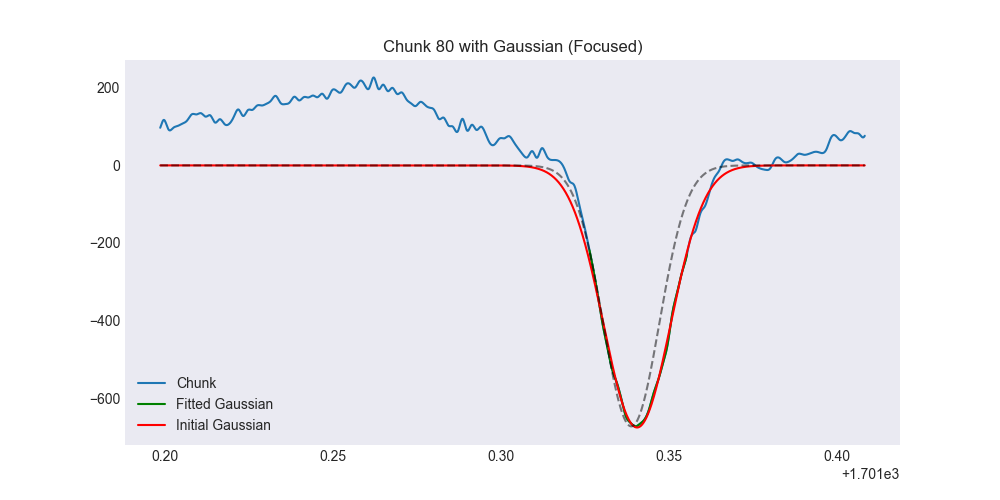 Chunk 80 with Gaussian (Focused)
200
0
−200
−400
−600
Chunk
Fitted Gaussian
Initial Gaussian
0.20 0.25 0.30 0.35 0.40
+1.701e3